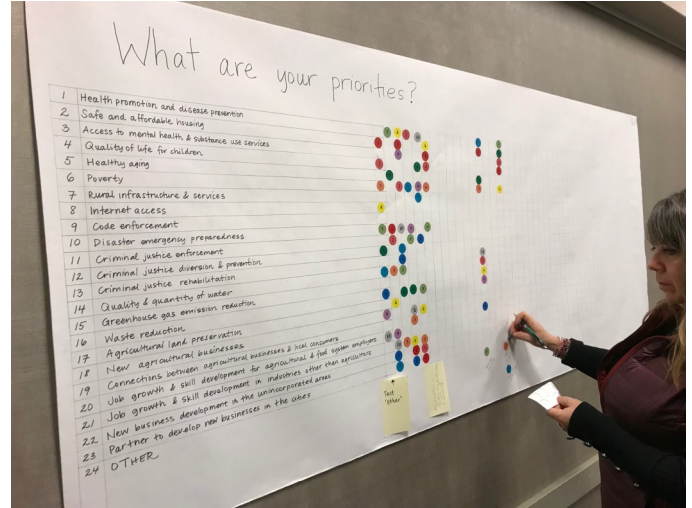 What are your priorities?
1 Health promotion and disease prevention
2 Safe and affordable housing
3 Access to mental health & substance use services
4 Quality of life for children
5 Healthy aging
6 Poverty
7 Rural infrastructure & services
8 Internet access
9 Code enforcement
10 Disaster emergency preparedness
11 Criminal justice enforcement
12 Criminal justice diversion & prevention
13 Criminal justice rehabilitation
14 Quality & quantity of water
15 Greenhouse gas emission reduction
16 Waste reduction
17 Agricultural land preservation
18 New agricultural businesses
19 Connections between agricultural businesses & local consumers
20 Job growth & skill development for agricultural & food system employers
21 Job growth & skill development in industries other than agriculture
22 New business development in the unincorporated areas
23 Partner to develop new businesses in the cities
24 OTHER
Text
"other"